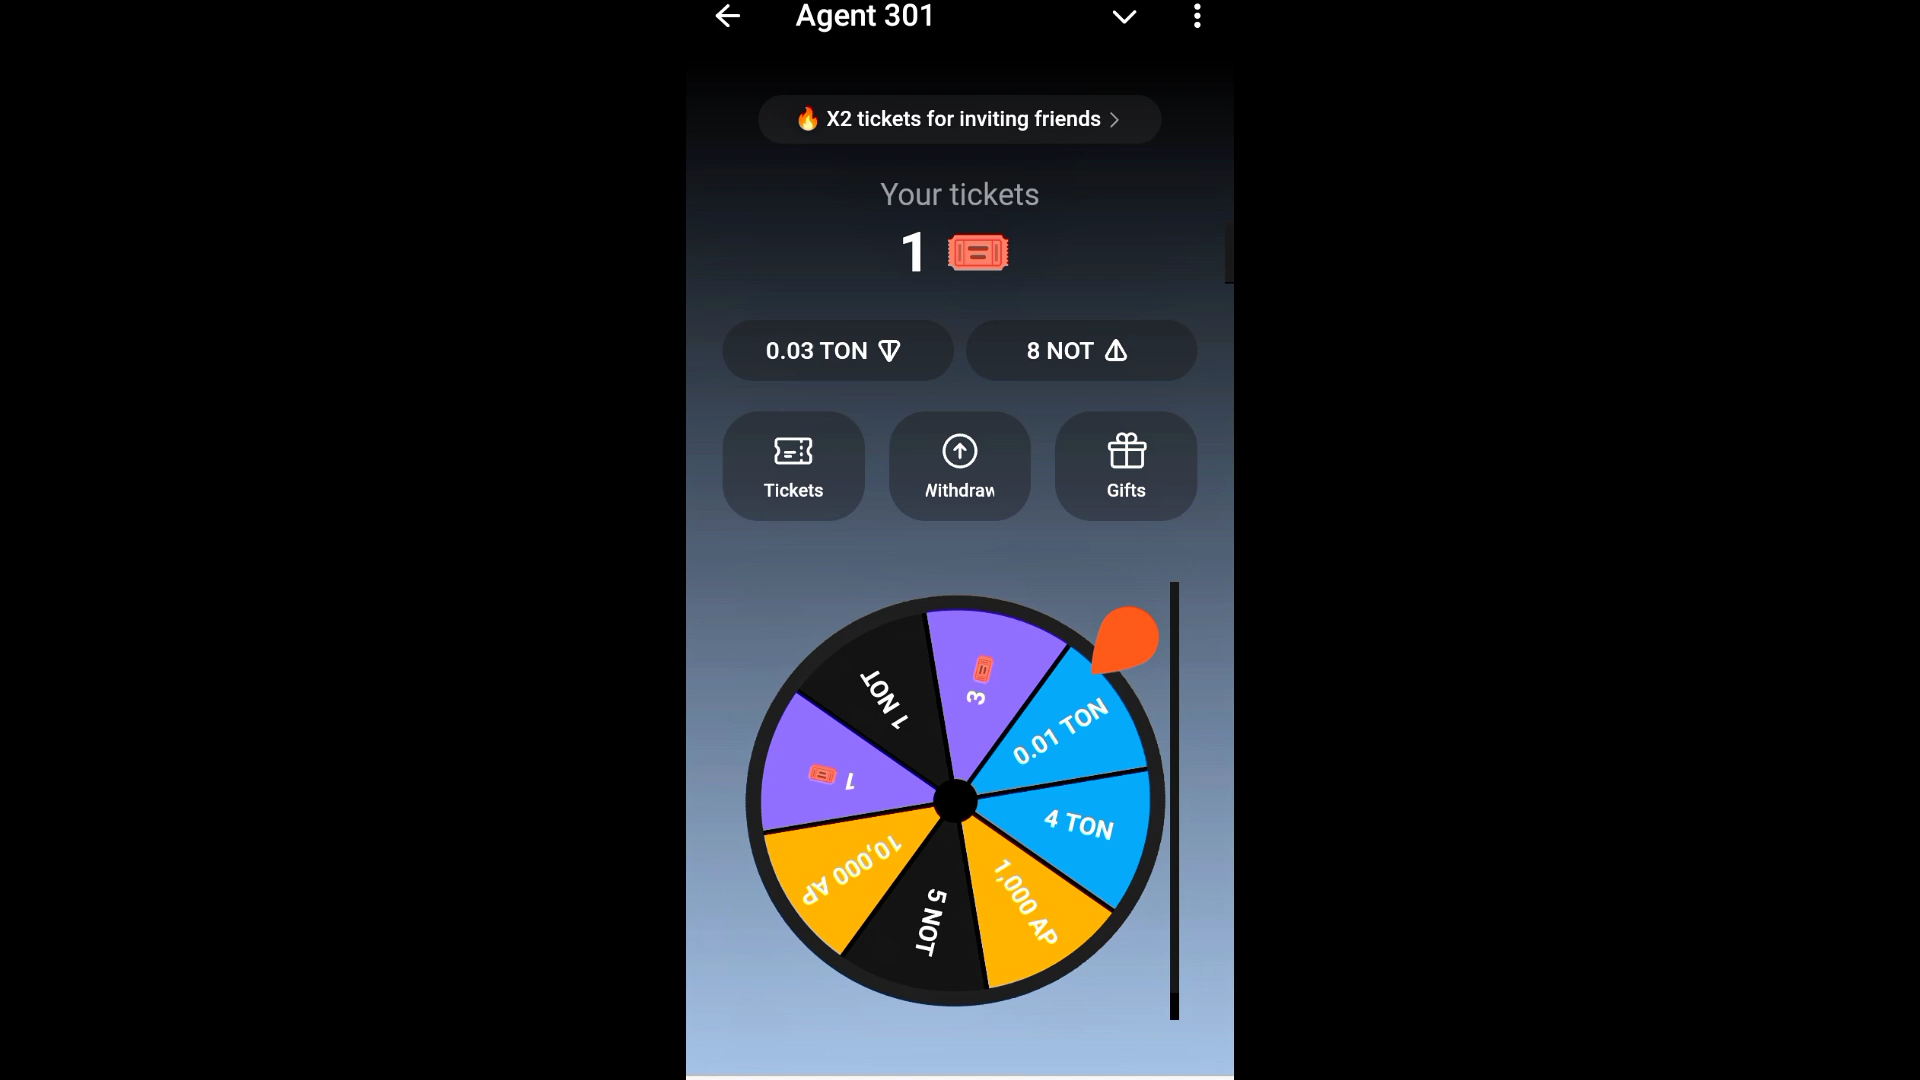 Agent 301
🔥 X2 tickets for inviting friends >
Your tickets
1
0.03 TON
8 NOT
Tickets
Withdraw
Gifts
3
0.01 TON
4 TON
1,000 AP
5 NOT
10,000 AP
1
1 NOT